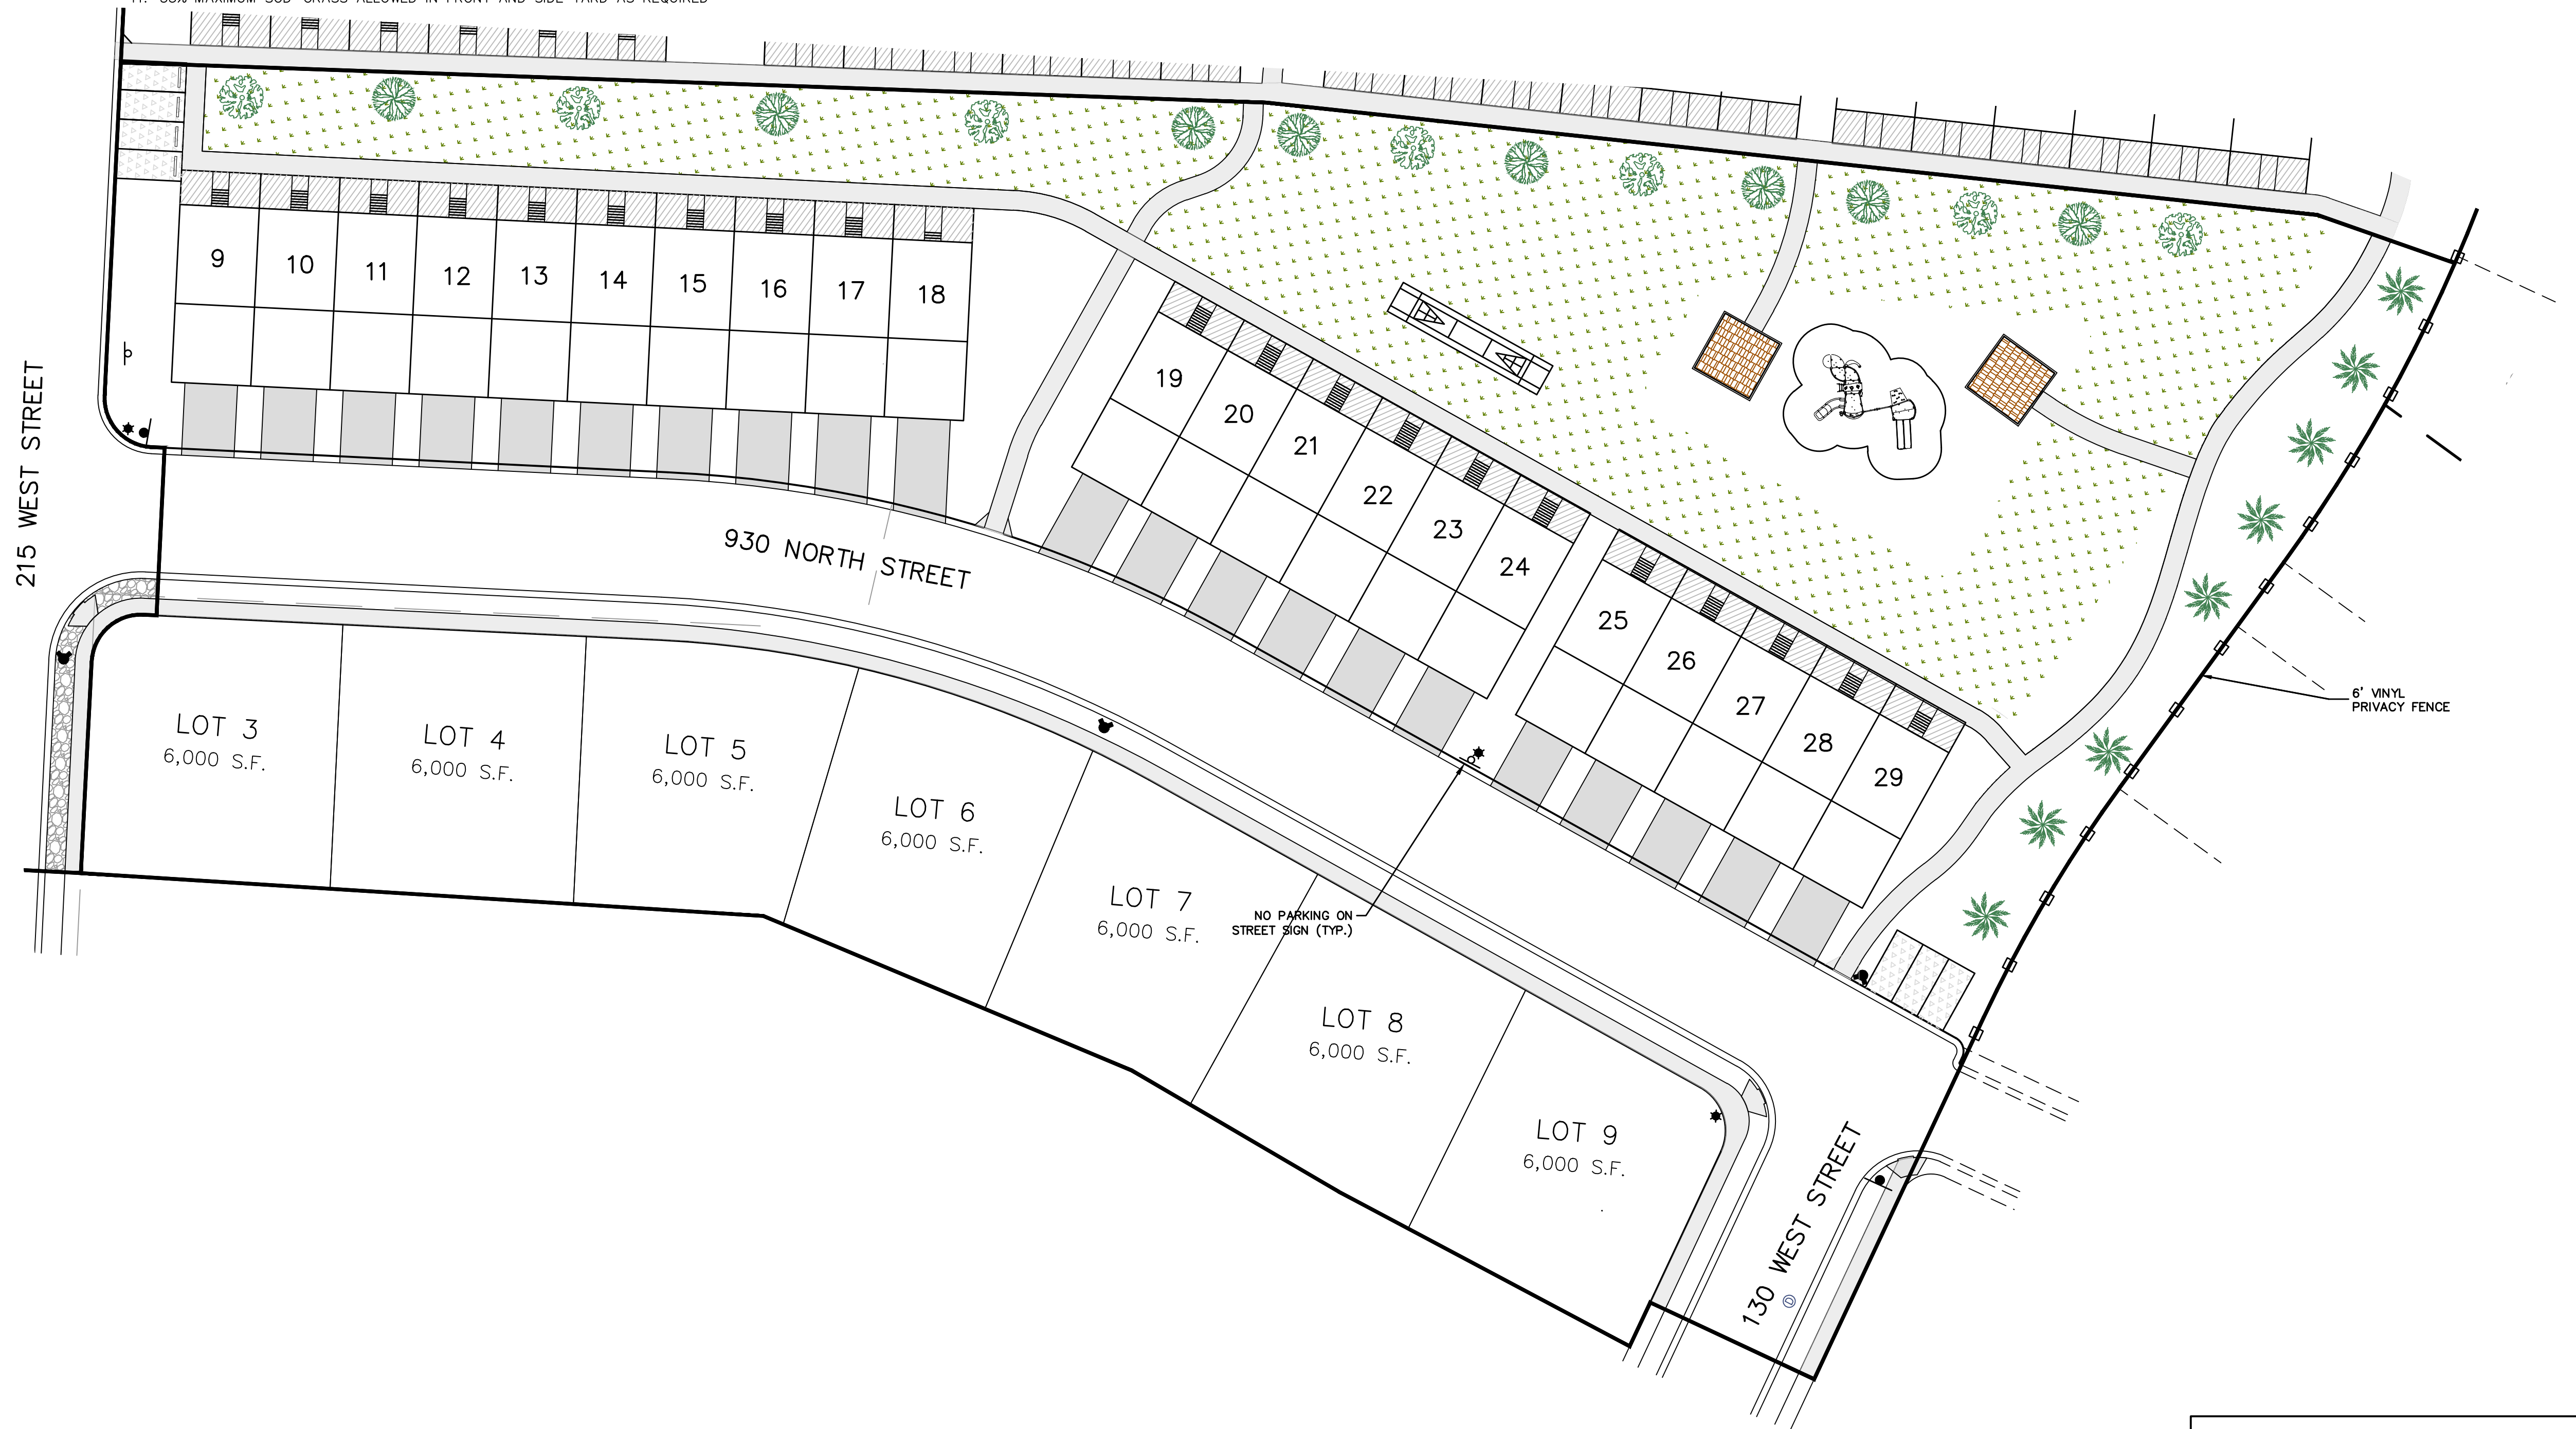 9
10
11
12
13
14
15
16
17
18
19
20
21
22
23
24
25
26
27
28
29
215 WEST STREET
930 NORTH STREET
6' VINYL
PRIVACY FENCE
LOT 3
6,000 S.F.
LOT 4
6,000 S.F.
LOT 5
6,000 S.F.
LOT 6
6,000 S.F.
LOT 7
6,000 S.F.
NO PARKING ON
STREET SIGN (TYP.)
LOT 8
6,000 S.F.
LOT 9
6,000 S.F.
130 WEST STREET
D